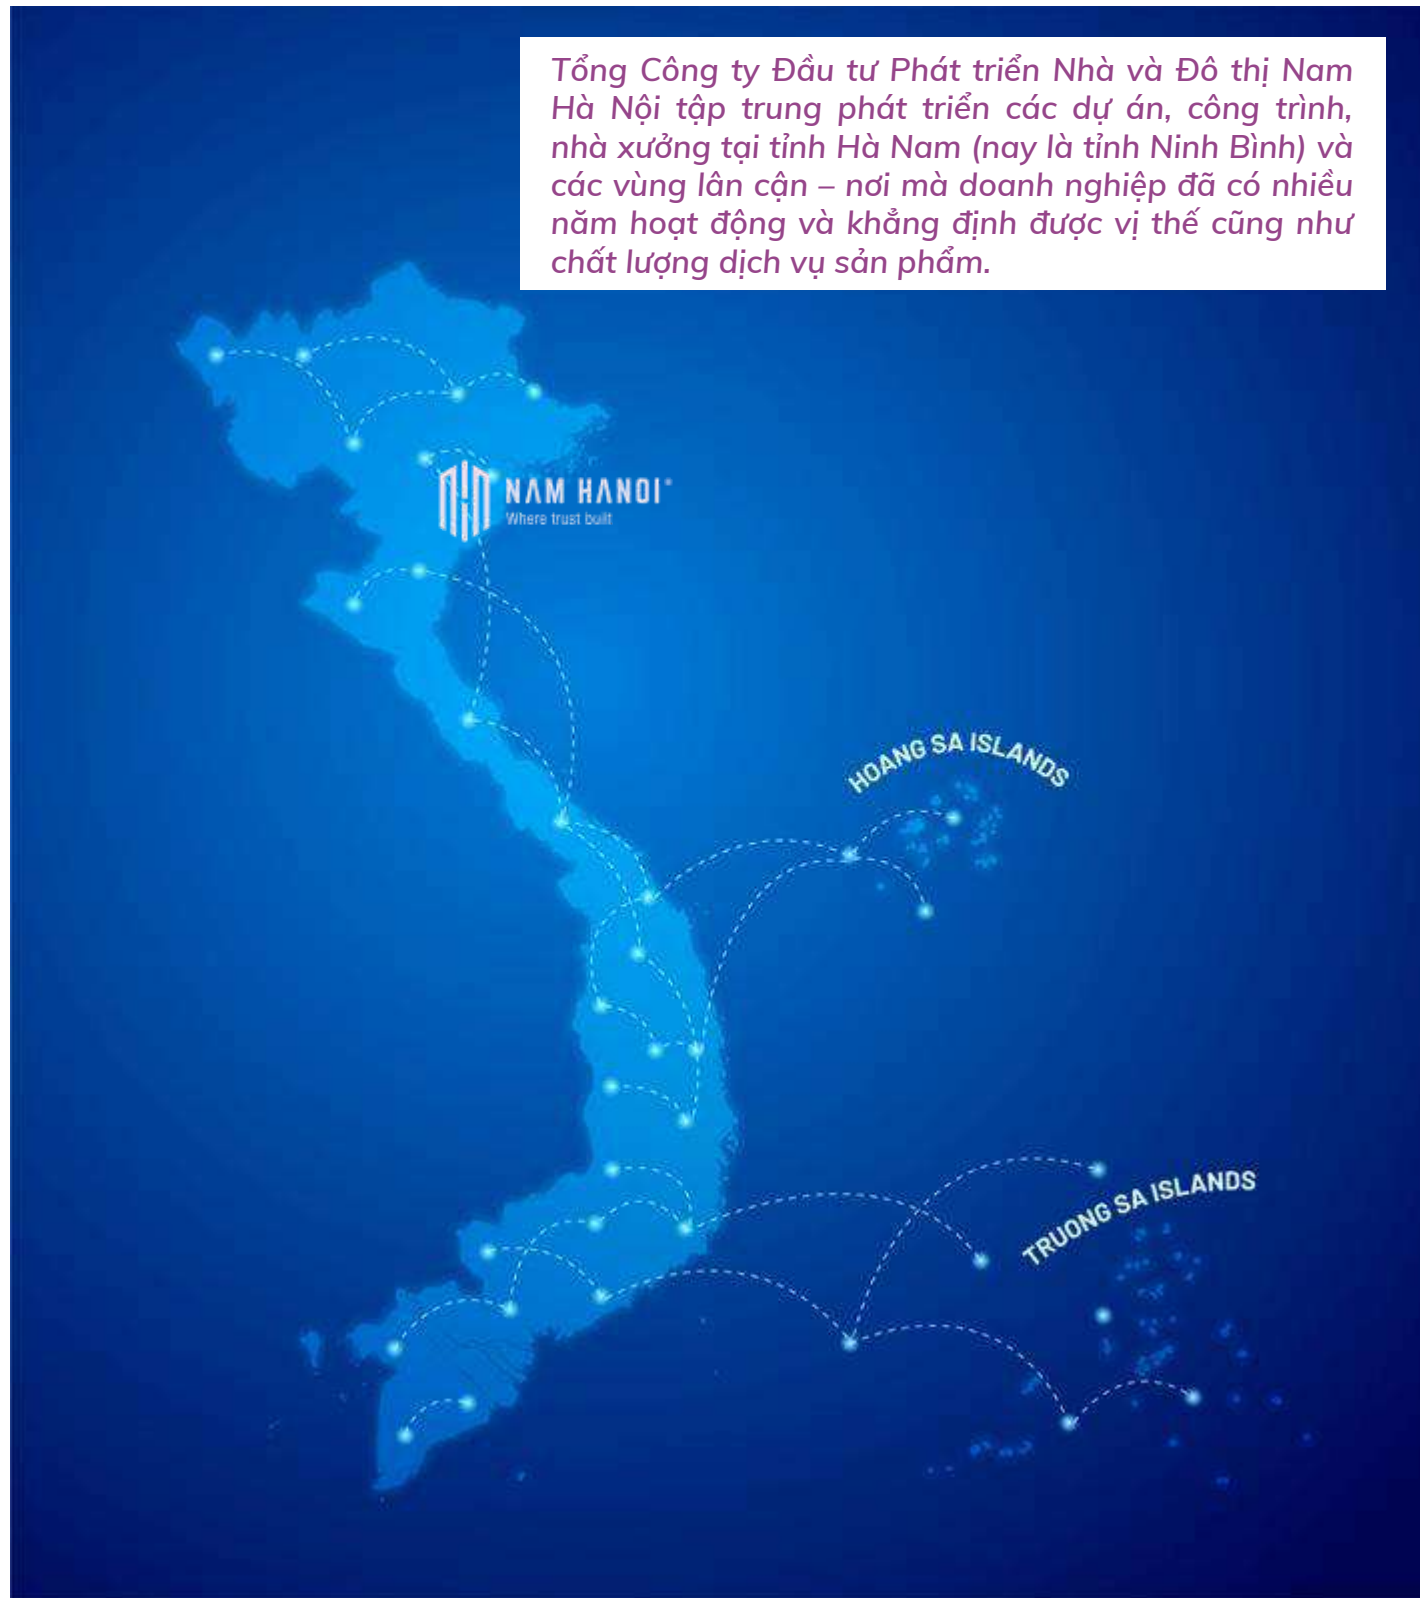 Tổng Công ty Đầu tư Phát triển Nhà và Đô thị Nam
Hà Nội tập trung phát triển các dự án, công trình,
nhà xưởng tại tỉnh Hà Nam (nay là tỉnh Ninh Bình) và
các vùng lân cận – nơi mà doanh nghiệp đã có nhiều
năm hoạt động và khẳng định được vị thế cũng như
chất lượng dịch vụ sản phẩm.
NAM HANOI®
Where trust built
HOANG SA ISLANDS
TRUONG SA ISLANDS